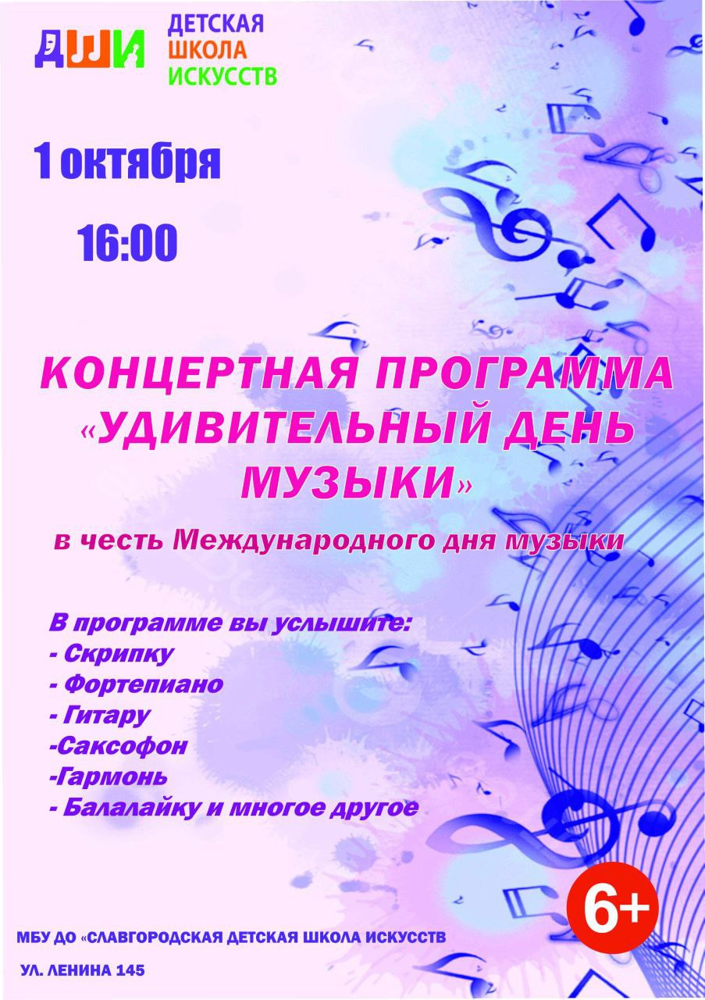 ДШИ
ДЕТСКАЯ
ШКОЛА
ИСКУССТВ
1 октября
16:00
КОНЦЕРТНАЯ ПРОГРАММА
«УДИВИТЕЛЬНЫЙ ДЕНЬ
МУЗЫКИ»
в честь Международного дня музыки
В программе вы услышите:
- Скрипку
- Фортепиано
- Гитару
-Саксофон
-Гармонь
- Балалайку и многое другое
6+
МБУ ДО «СЛАВГОРОДСКАЯ ДЕТСКАЯ ШКОЛА ИСКУССТВ
УЛ. ЛЕНИНА 145